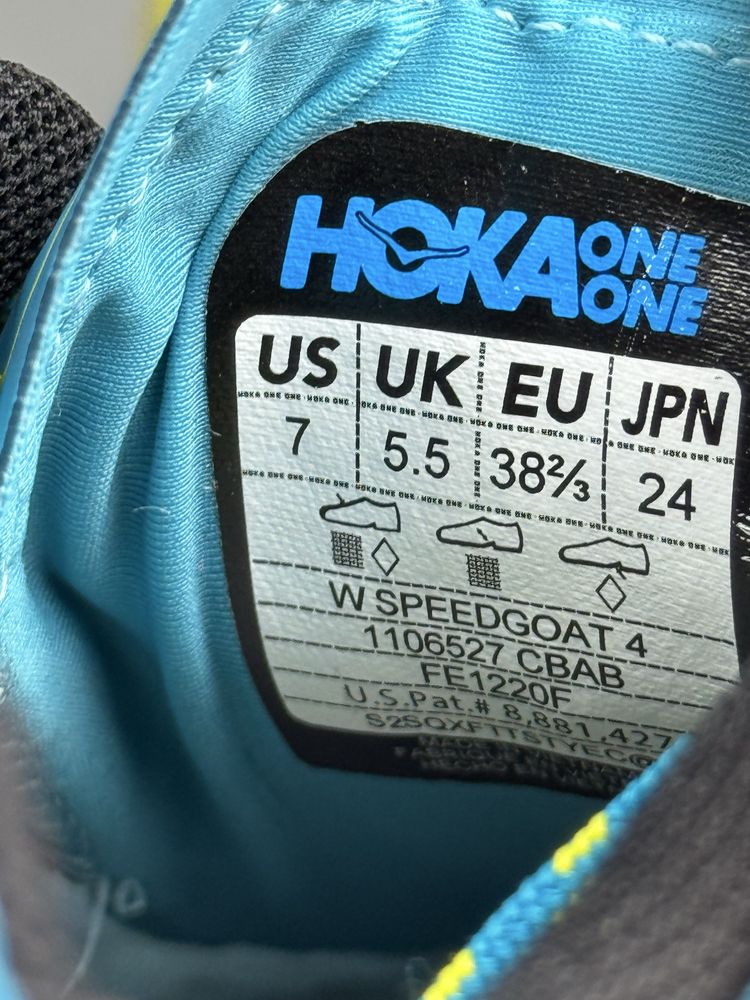 HOKA ONE ONE
US UK EU JPN
7 5.5 38⅔ 24
W SPEEDGOAT 4
1106527 CBAB
FE1220F
U.S.Pat.# 8,881,427